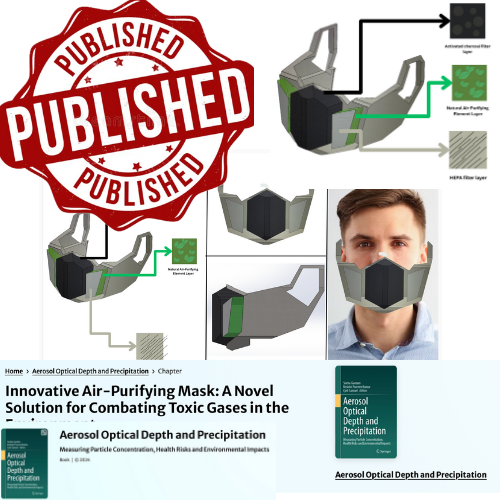 PUBLISHED
PUBLISHED
PUBLISHED
Activated charcoal filter
layer
Natural Air-Purifying
Element Layer
HEPA filter layer
Natural Air-Purifying
Element Layer
Home > Aerosol Optical Depth and Precipitation > Chapter
Innovative Air-Purifying Mask: A Novel
Solution for Combating Toxic Gases in the
Aerosol Optical Depth and Precipitation
Measuring Particle Concentration, Health Risks and Environmental Impacts
Book | © 2024
Aerosol
Optical
Depth and
Precipitation
Aerosol
Optical
Depth and
Precipitation
Springer
Aerosol Optical Depth and Precipitation